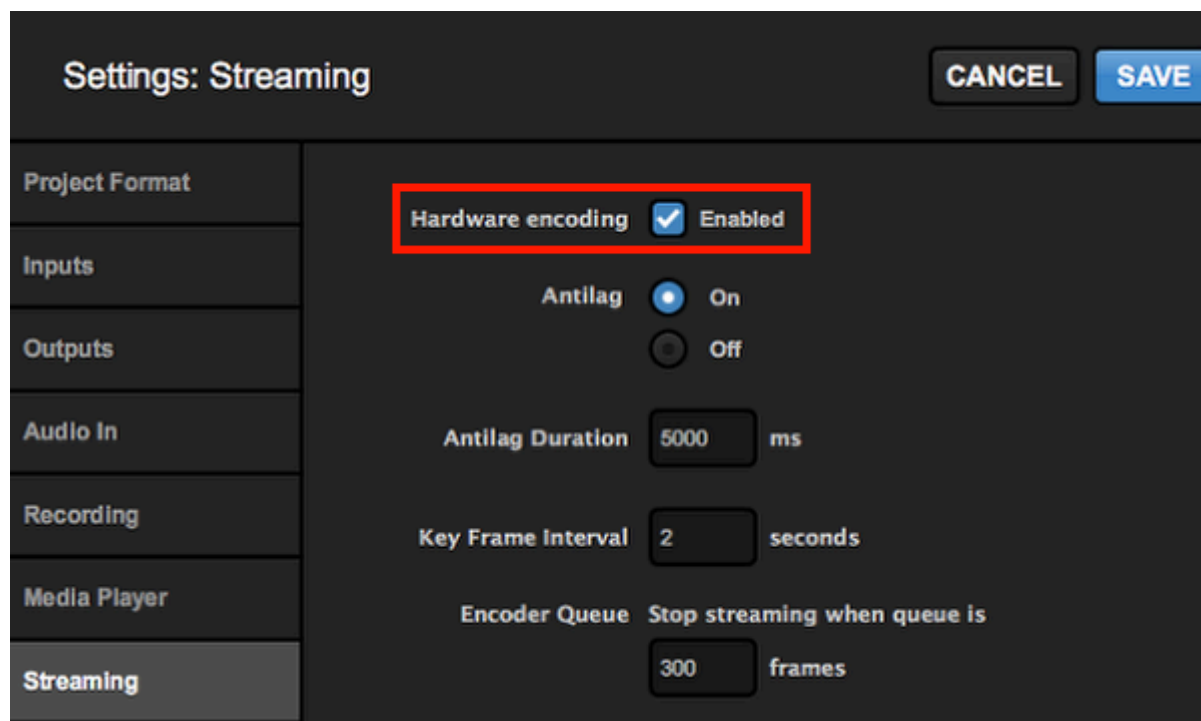 Settings: Streaming
CANCEL
SAVE
Project Format
Inputs
Outputs
Audio In
Recording
Media Player
Streaming
Hardware encoding Enabled
Antilag On
Off
Antilag Duration 5000 ms
Key Frame Interval 2 seconds
Encoder Queue Stop streaming when queue is
300 frames